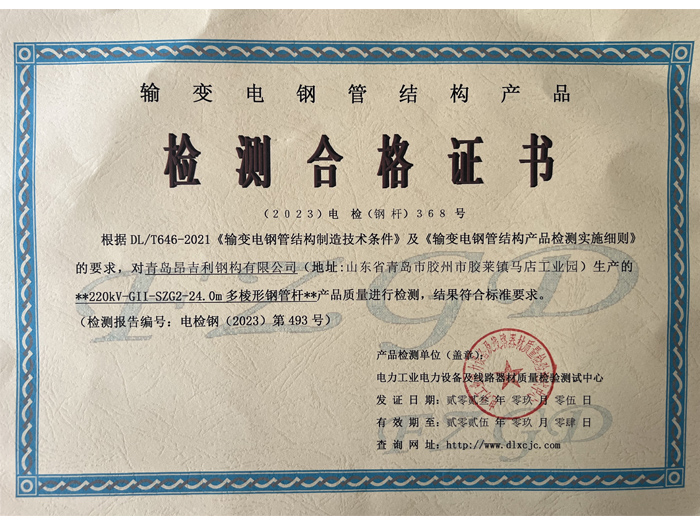 输变电钢管结构产品
检测合格证书
（2023）电 检（钢 杆）368 号
根据 DL/T646-2021《输变电钢管结构制造技术条件》及《输变电钢管结构产品检测实施细则》
的要求，对青岛昂吉利钢构有限公司（地址:山东省青岛市胶州市胶莱镇马店工业园）生产的
**220kV-GII-SZG2-24.0m 多棱形钢管杆**产品质量进行检测，结果符合标准要求。
（检测报告编号：电检钢（2023）第 493 号）
产品检测单位（盖章）：
电力工业电力设备及线路器材质量检验测试中心
发 证 日 期：贰零贰叁 年 零玖 月 零伍 日
有 效 期 至：贰零贰伍 年 零玖 月 零肆 日
查 询 网 址：http://www.dlxcjc.com